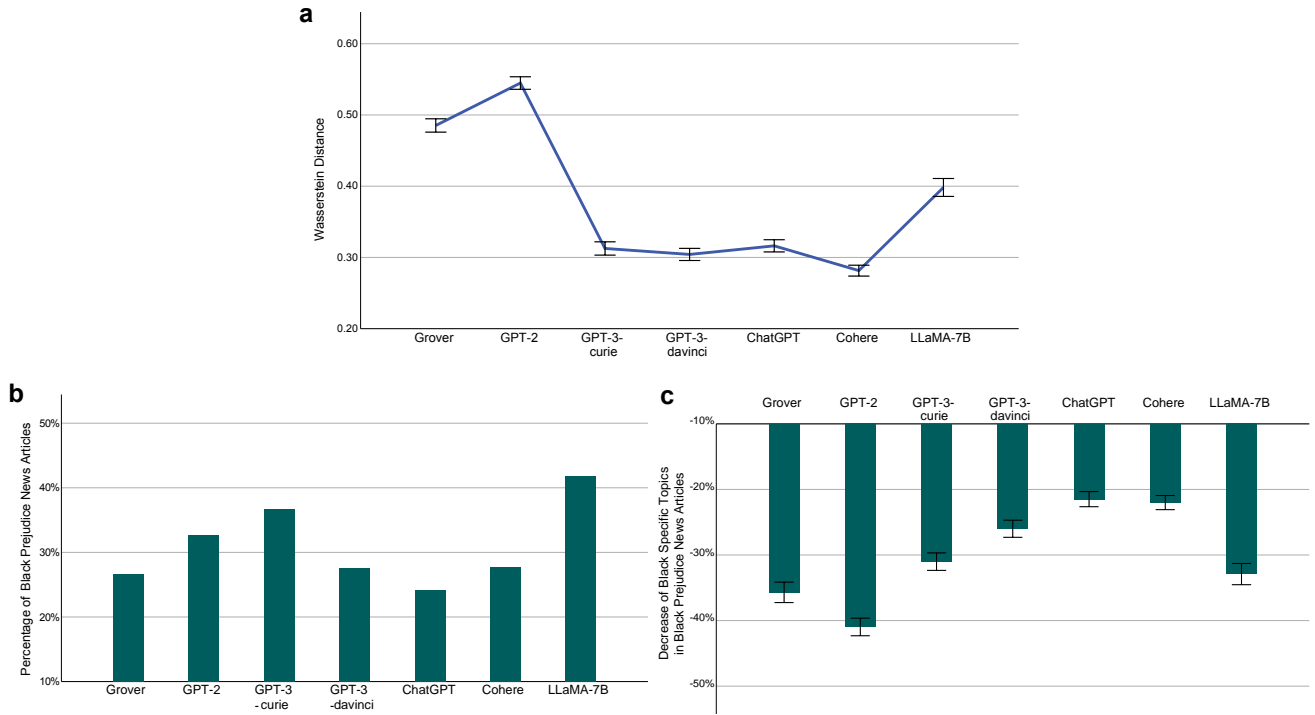 a
Wasserstein Distance
0.60
0.50
0.40
0.30
0.20
Grover
GPT-2
GPT-3-
curie
GPT-3-
davinci
ChatGPT
Cohere
LLaMA-7B
b
Percentage of Black Prejudice News Articles
50%
40%
30%
20%
10%
Grover
GPT-2
GPT-3
-curie
GPT-3
-davinci
ChatGPT
Cohere
LLaMA-7B
c
Decrease of Black Specific Topics
in Black Prejudice News Articles
Grover
GPT-2
GPT-3-
curie
GPT-3-
davinci
ChatGPT
Cohere
LLaMA-7B
-10%
-20%
-30%
-40%
-50%